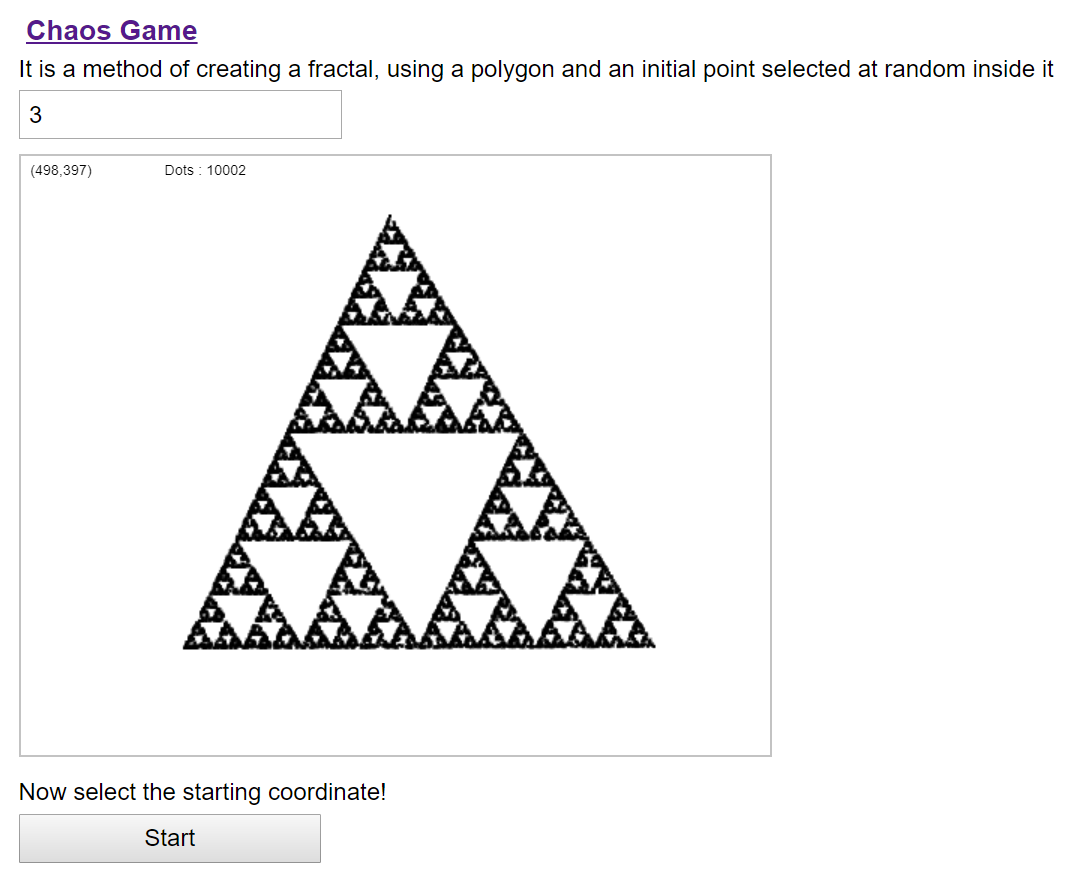 Chaos Game
It is a method of creating a fractal, using a polygon and an initial point selected at random inside it
3
(498,397) Dots : 10002
Now select the starting coordinate!
Start